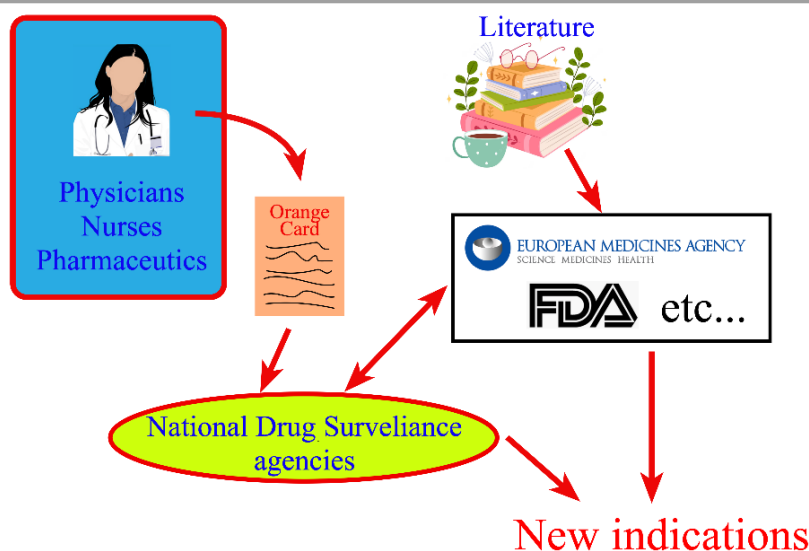 Literature
Physicians
Nurses
Pharmaceutics
Orange
Card
EUROPEAN MEDICINES AGENCY
SCIENCE MEDICINES HEALTH
FDA etc...
National Drug Surveliance
agencies
New indications